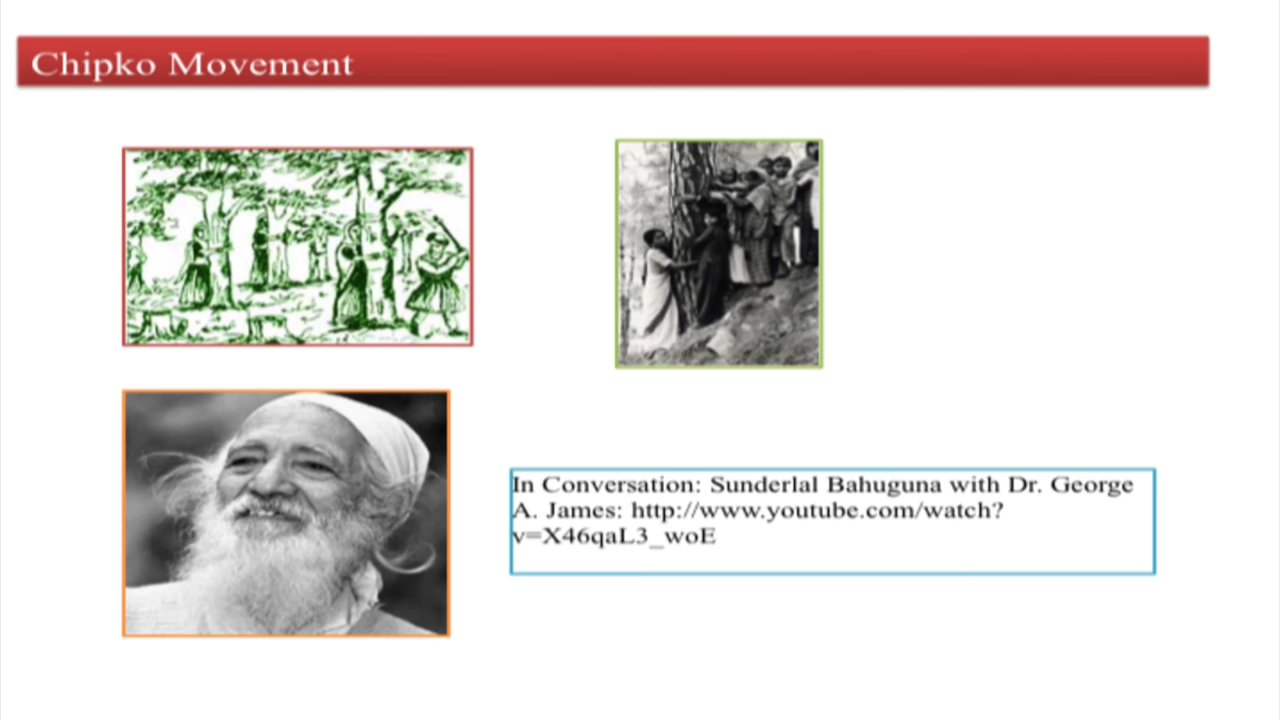 Chipko Movement
In Conversation: Sunderlal Bahuguna with Dr. George
A. James: http://www.youtube.com/watch?
v=X46qaL3_woE